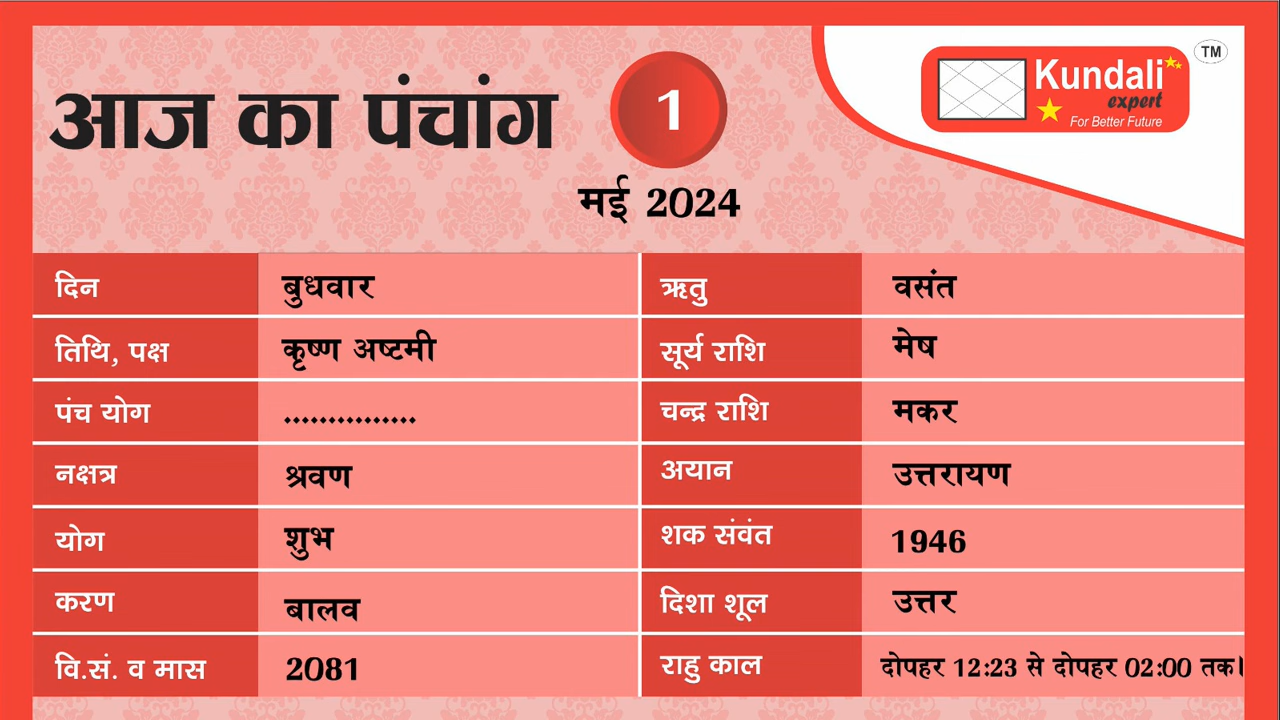 आज का पंचांग
1
मई 2024
Kundali
expert
For Better Future
TM
दिन बुधवार ऋतु वसंत
तिथि, पक्ष कृष्ण अष्टमी सूर्य राशि मेष
पंच योग ............... चन्द्र राशि मकर
नक्षत्र श्रवण अयान उत्तरायण
योग शुभ शक संवंत 1946
करण बालव दिशा शूल उत्तर
वि.सं. व मास 2081 राहु काल दोपहर 12:23 से दोपहर 02:00 तक।